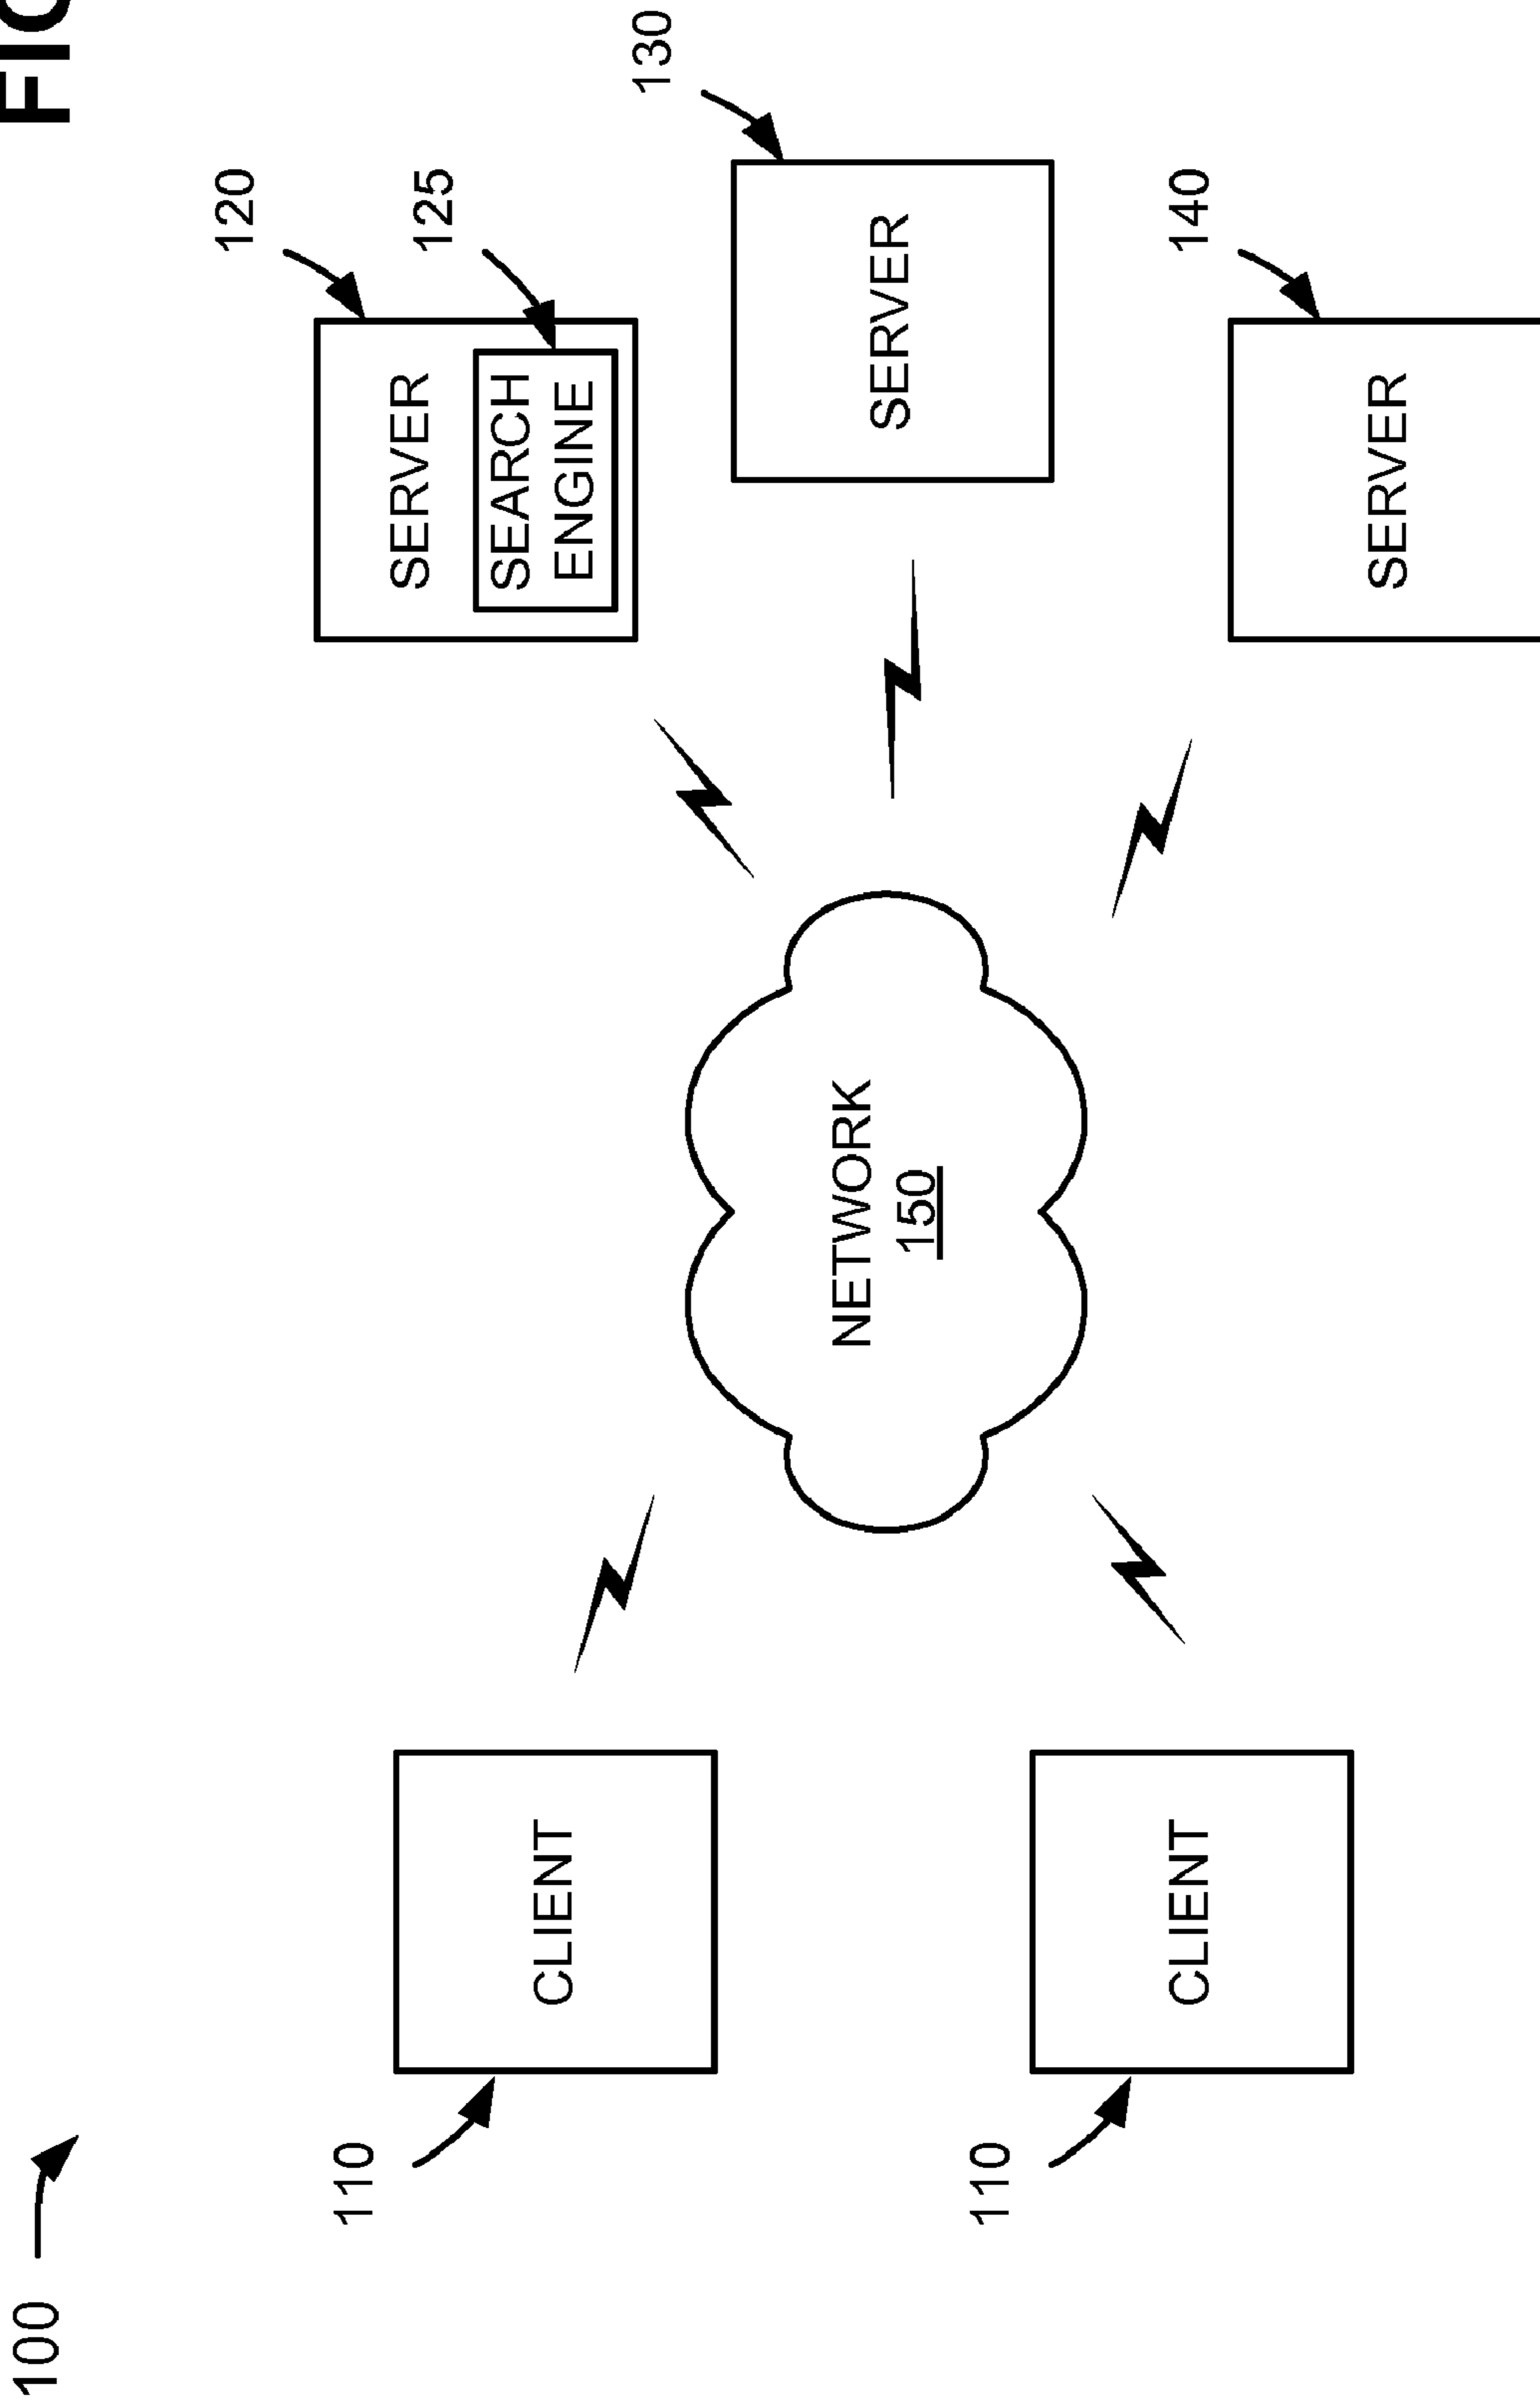 FIG
100
110
CLIENT
110
CLIENT
NETWORK
150
120
SERVER
125
SEARCH
ENGINE
130
SERVER
140
SERVER